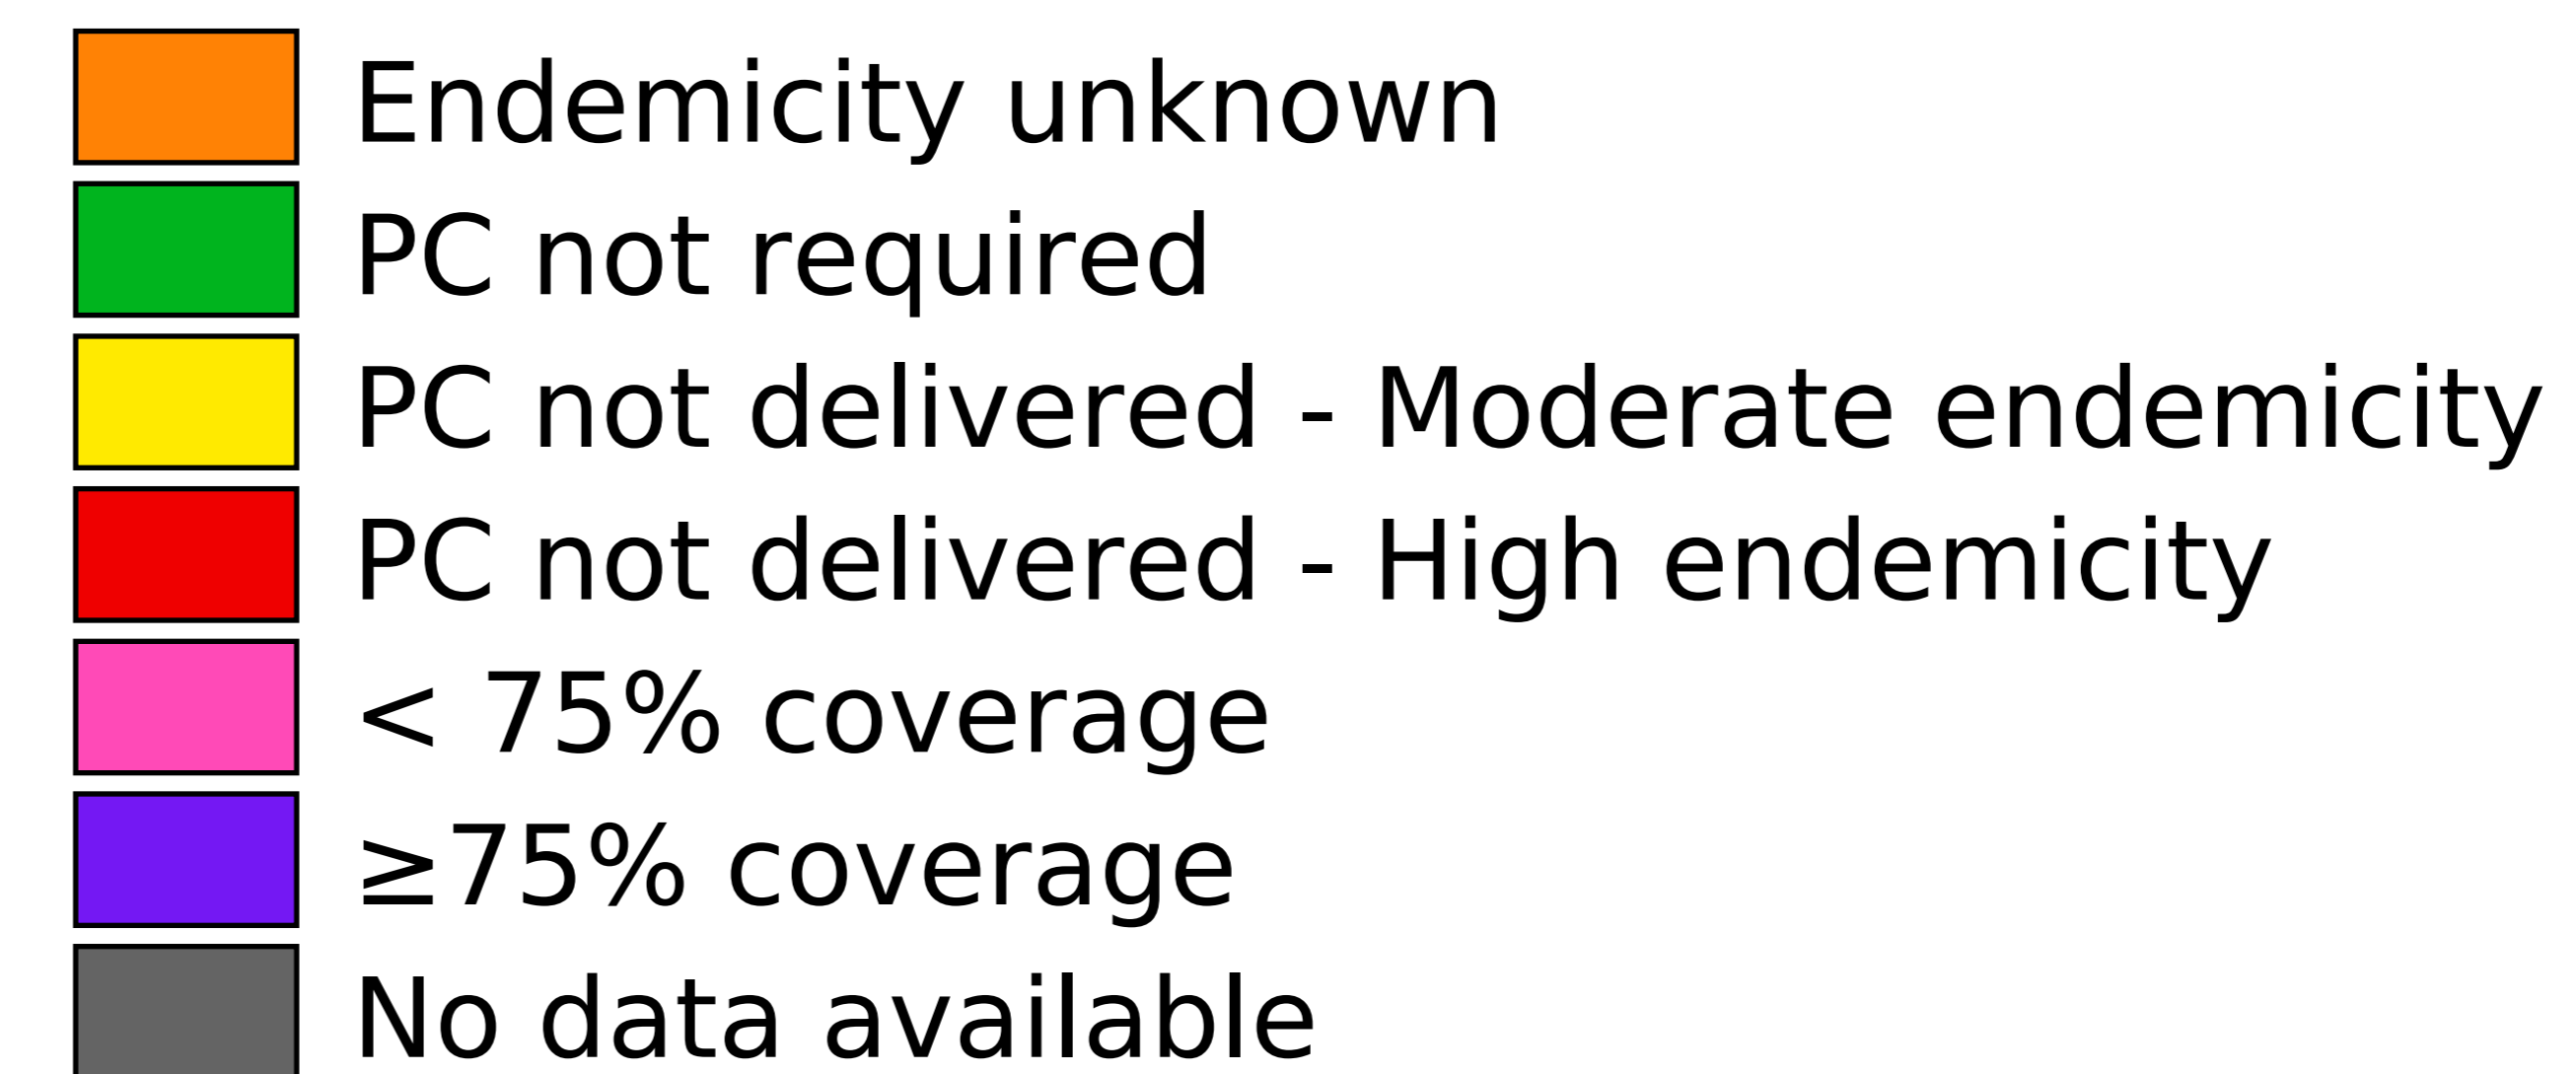 Endemicity unknown
PC not required
PC not delivered - Moderate endemicity
PC not delivered - High endemicity
< 75% coverage
≥75% coverage
No data available